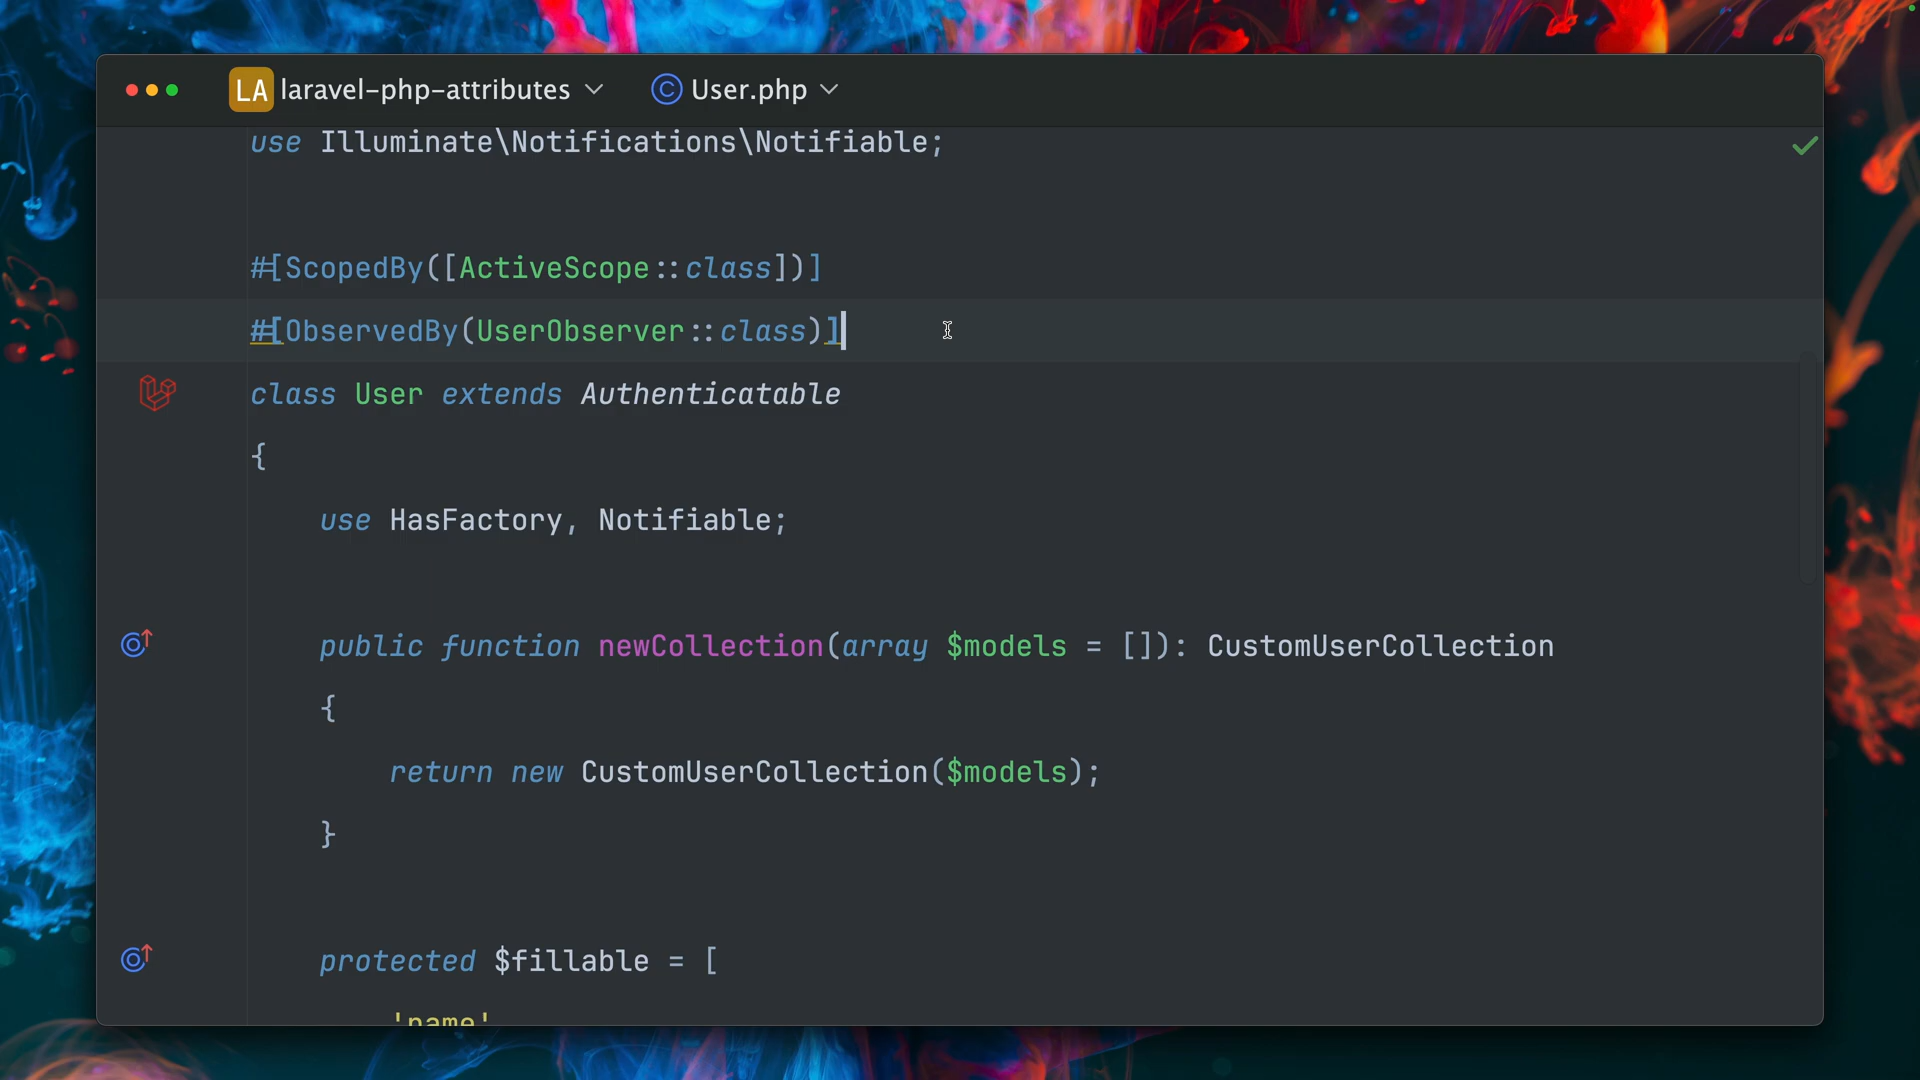 LA laravel-php-attributes User.php
use Illuminate\Notifications\Notifiable;
#[ScopedBy([ActiveScope::class])]
#[ObservedBy(UserObserver::class)]
class User extends Authenticatable
{
use HasFactory, Notifiable;
public function newCollection(array $models = []): CustomUserCollection
{
return new CustomUserCollection($models);
}
protected $fillable = [
'name'